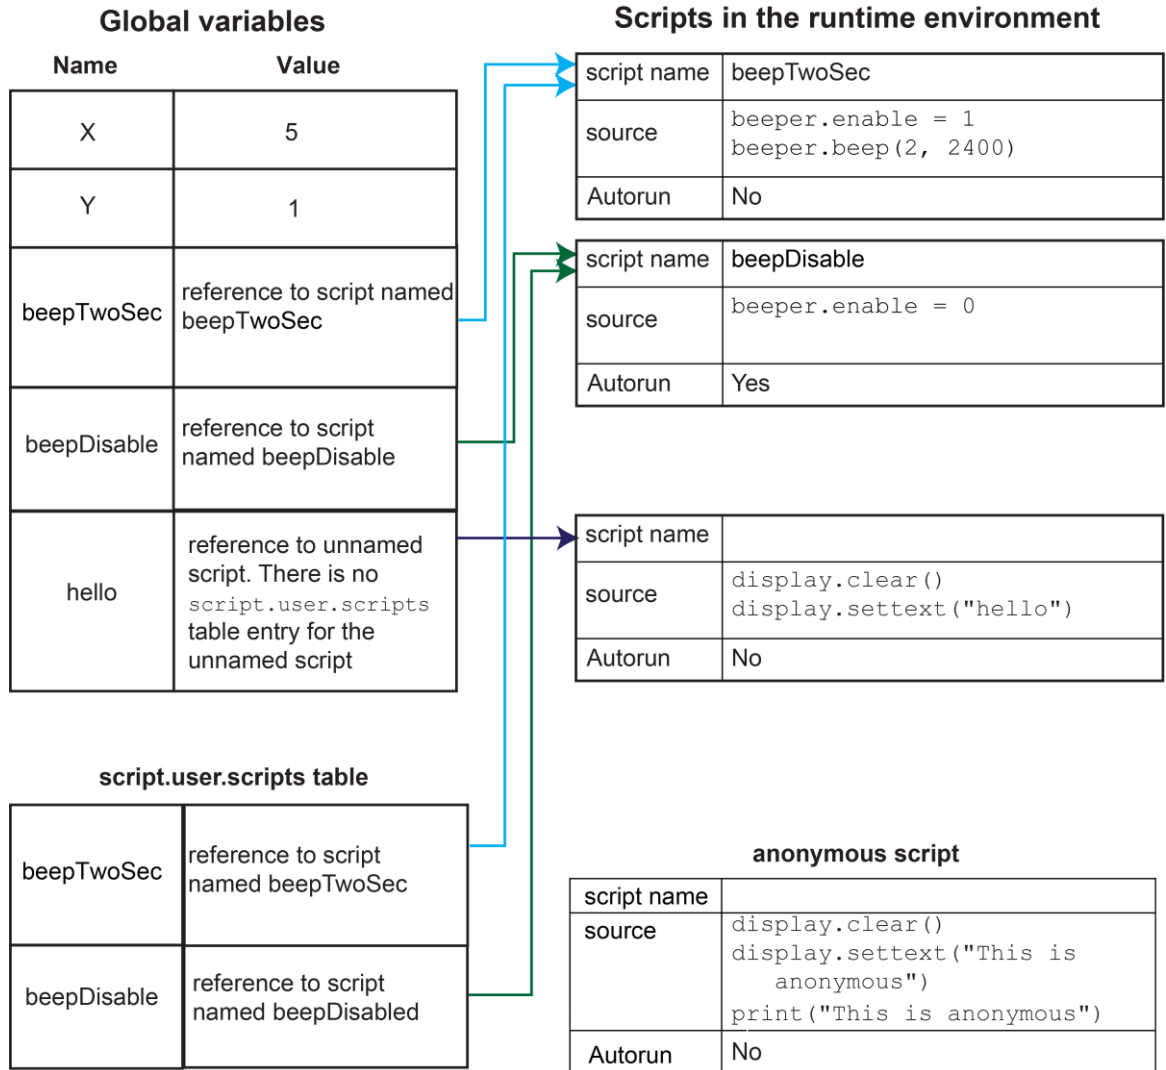 Global variables
Name Value
X 5
Y 1
beepTwoSec
reference to script named
beepTwoSec
beepDisable
reference to script
named beepDisable
hello
reference to unnamed
script. There is no
script.user.scripts
table entry for the
unnamed script
script.user.scripts table
beepTwoSec
reference to script
named beepTwoSec
beepDisable
reference to script
named beepDisabled
Scripts in the runtime environment
script name beepTwoSec
source
beeper.enable = 1
beeper.beep(2, 2400)
Autorun No
script name beepDisable
source
beeper.enable = 0
Autorun Yes
script name
source
display.clear()
display.settext("hello")
Autorun No
anonymous script
script name
source
display.clear()
display.settext("This is
anonymous")
print("This is anonymous")
Autorun No